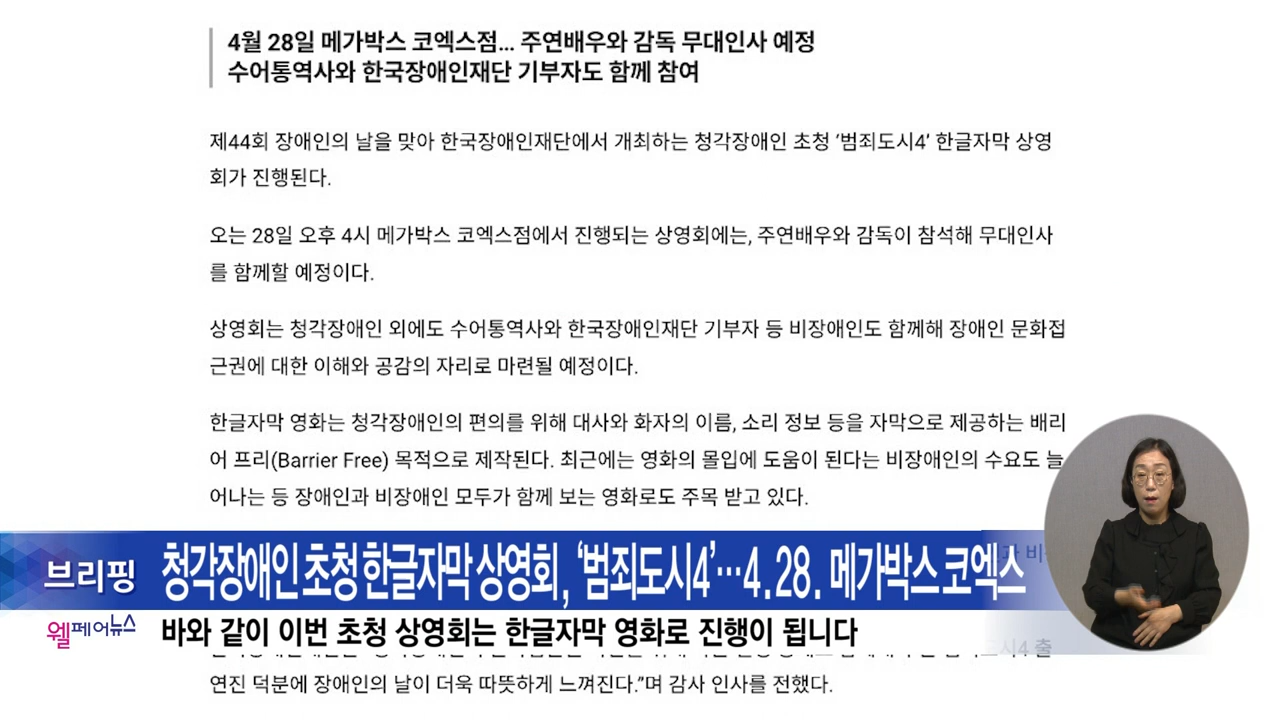 4월 28일 메가박스 코엑스점... 주연배우와 감독 무대인사 예정
수어통역사와 한국장애인재단 기부자도 함께 참여
제44회 장애인의 날을 맞아 한국장애인재단에서 개최하는 청각장애인 초청 ‘범죄도시4’ 한글자막 상영
회가 진행된다.
오는 28일 오후 4시 메가박스 코엑스점에서 진행되는 상영회에는, 주연배우와 감독이 참석해 무대인사
를 함께할 예정이다.
상영회는 청각장애인 외에도 수어통역사와 한국장애인재단 기부자 등 비장애인도 함께해 장애인 문화접
근권에 대한 이해와 공감의 자리로 마련될 예정이다.
한글자막 영화는 청각장애인의 편의를 위해 대사와 화자의 이름, 소리 정보 등을 자막으로 제공하는 배리
어 프리(Barrier Free) 목적으로 제작된다. 최근에는 영화의 몰입에 도움이 된다는 비장애인의 수요도 늘
어나는 등 장애인과 비장애인 모두가 함께 보는 영화로도 주목 받고 있다.
브리핑 청각장애인 초청 한글자막 상영회, ‘범죄도시4’…4. 28. 메가박스 코엑스
웰페어뉴스 바와 같이 이번 초청 상영회는 한글자막 영화로 진행이 됩니다
연진 덕분에 장애인의 날이 더욱 따뜻하게 느껴진다.”며 감사 인사를 전했다.